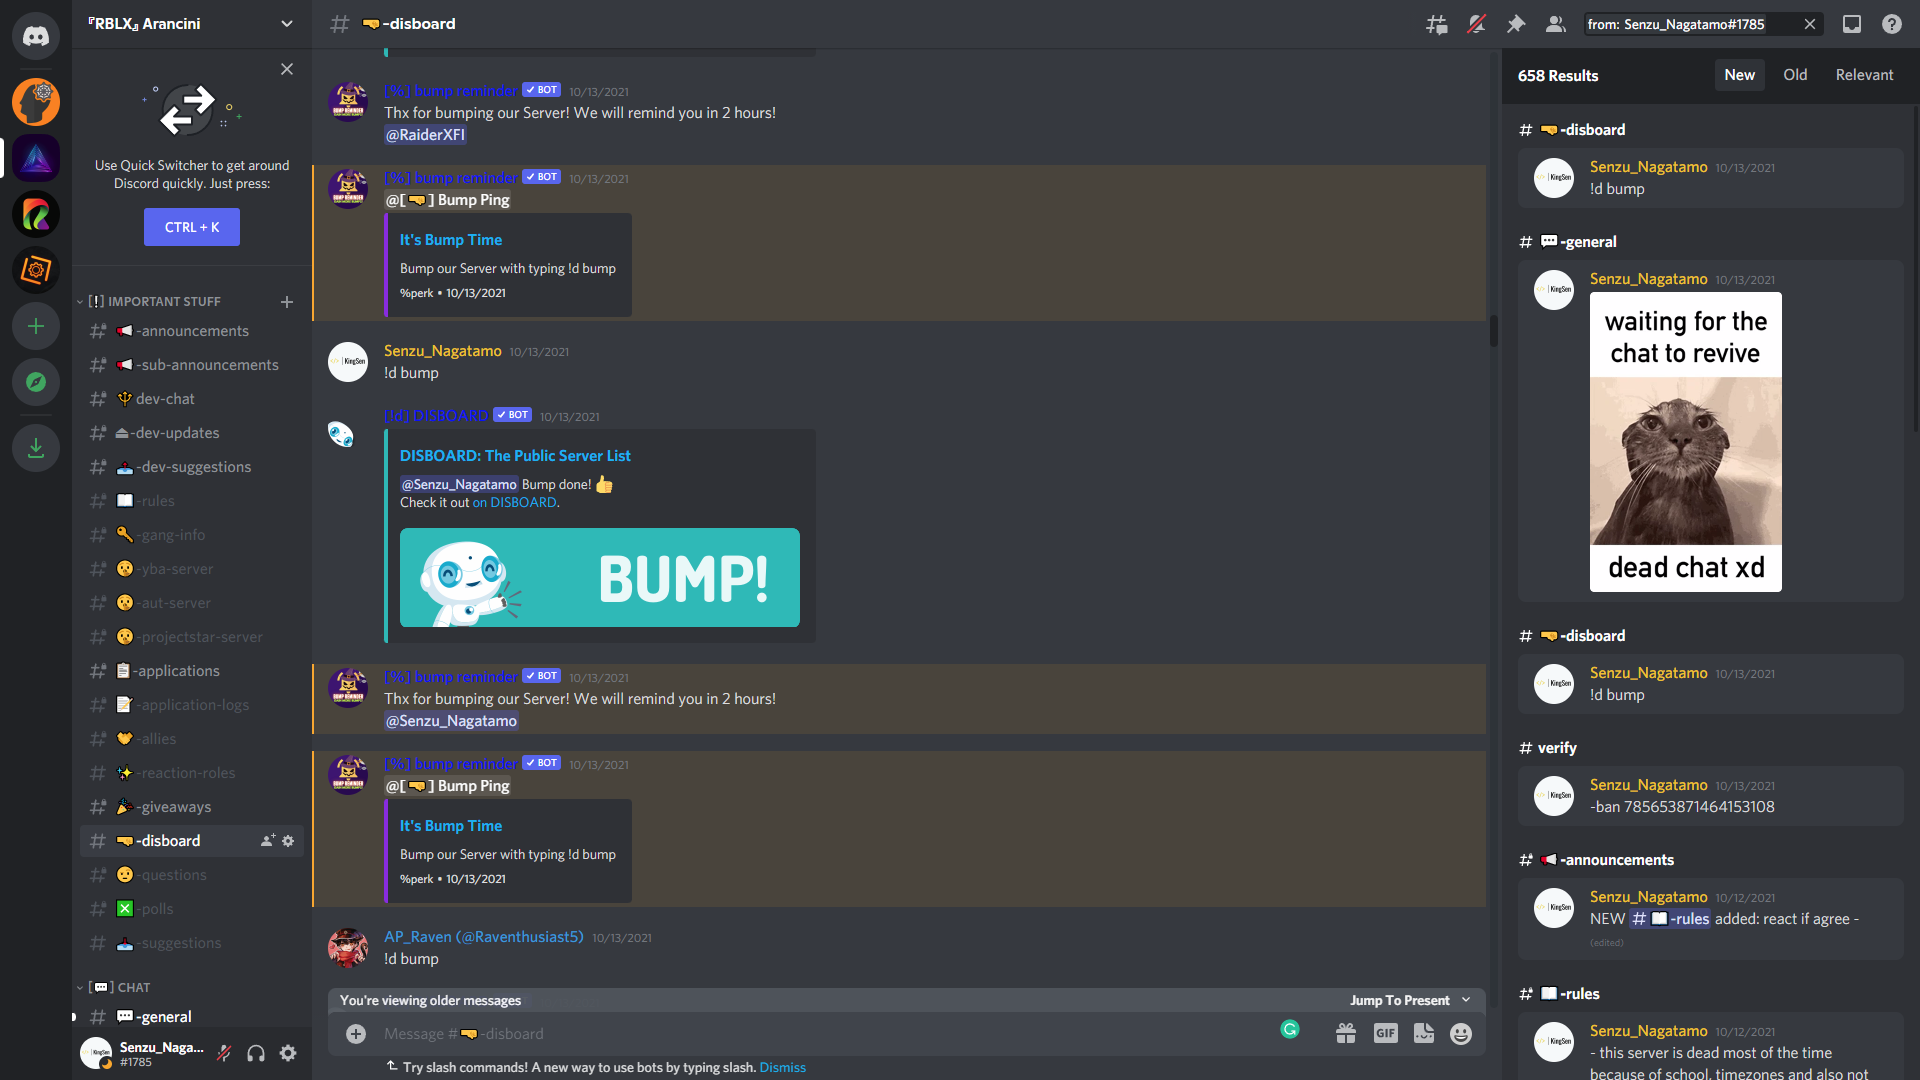 『RBLX』 Arancini
Use Quick Switcher to get around
Discord quickly. Just press:
CTRL + K
[!] IMPORTANT STUFF
-announcements
-sub-announcements
dev-chat
-dev-updates
-dev-suggestions
-rules
-gang-info
-yba-server
-aut-server
-projectstar-server
-applications
-application-logs
-allies
-reaction-roles
-giveaways
-disboard
-questions
-polls
-suggestions
[💬] CHAT
💬-general
Senzu_Naga...
#1785
# 🤜-disboard
[%] bump reminder ✓ BOT 10/13/2021
Thx for bumping our Server! We will remind you in 2 hours!
@RaiderXFI
[%] bump reminder ✓ BOT 10/13/2021
@[🤜] Bump Ping
It's Bump Time
Bump our Server with typing !d bump
%perk • 10/13/2021
Senzu_Nagatamo 10/13/2021
!d bump
[!d] DISBOARD ✓ BOT 10/13/2021
DISBOARD: The Public Server List
@Senzu_Nagatamo Bump done! 👍
Check it out on DISBOARD.
BUMP!
[%] bump reminder ✓ BOT 10/13/2021
Thx for bumping our Server! We will remind you in 2 hours!
@Senzu_Nagatamo
[%] bump reminder ✓ BOT 10/13/2021
@[🤜] Bump Ping
It's Bump Time
Bump our Server with typing !d bump
%perk • 10/13/2021
AP_Raven (@Raventhusiast5) 10/13/2021
!d bump
You're viewing older messages
Jump To Present
Message #🤜-disboard
GIF
Try slash commands! A new way to use bots by typing slash. Dismiss
from: Senzu_Nagatamo#1785
658 Results
New
Old
Relevant
# 🤜-disboard
Senzu_Nagatamo 10/13/2021
!d bump
# 💬-general
Senzu_Nagatamo 10/13/2021
waiting for the
chat to revive
dead chat xd
# 🤜-disboard
Senzu_Nagatamo 10/13/2021
!d bump
# verify
Senzu_Nagatamo 10/13/2021
-ban 785653871464153108
# 📢-announcements
Senzu_Nagatamo 10/12/2021
NEW # 📖-rules added: react if agree -
(edited)
# 📖-rules
Senzu_Nagatamo 10/12/2021
- this server is dead most of the time
because of school, timezones and also not